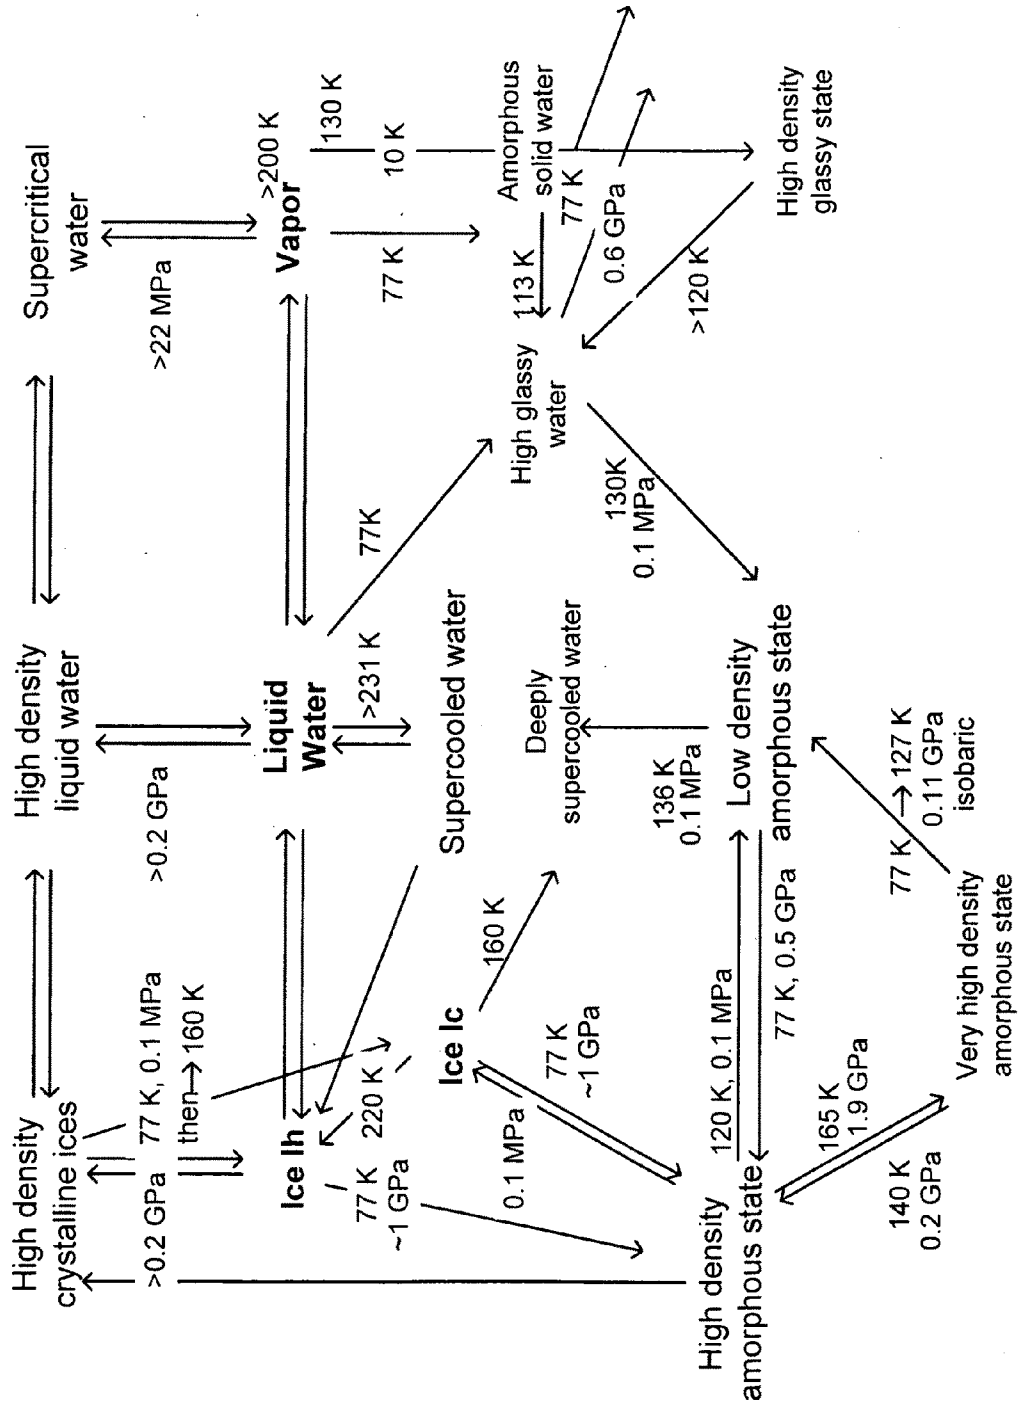 High density
crystalline ices
High density
liquid water
Supercritical
water
>0.2 GPa
77 K, 0.1 MPa
then→160 K
>0.2 GPa
>22 MPa
Ice Ih
Liquid
Water
Vapor
>200 K
77 K
~1 GPa
220 K
>231 K
77K
77 K
10 K
130 K
Ice Ic
Supercooled water
0.1 MPa
77 K
~1 GPa
160 K
Deeply
supercooled water
High glassy
water
113 K
Amorphous
solid water
77 K
0.6 GPa
136 K
0.1 MPa
130K
0.1 MPa
>120 K
High density
amorphous state
120 K, 0.1 MPa
77 K, 0.5 GPa
Low density
amorphous state
High density
glassy state
140 K
0.2 GPa
165 K
1.9 GPa
77 K → 127 K
0.11 GPa
isobaric
Very high density
amorphous state